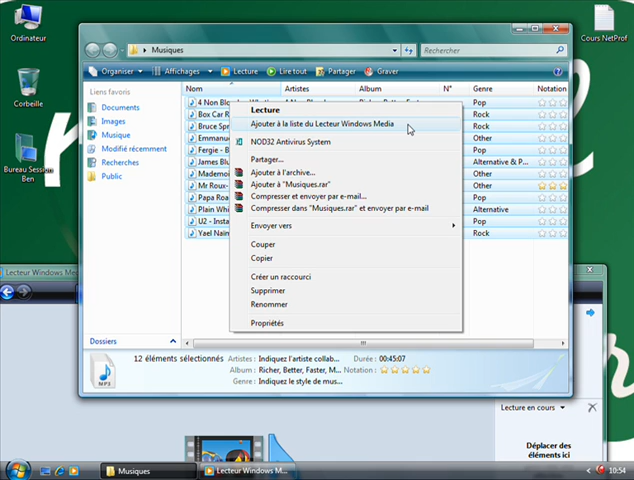 Ordinateur
Cours NetProf
Corbeille
Bureau Session
Ben
Musiques
Rechercher
Organiser
Affichages
Lecture
Lire tout
Partager
Graver
Liens favoris
Documents
Images
Musique
Modifié récemment
Recherches
Public
Dossiers
Nom
Artistes
Album
N°
Genre
Notation
4 Non Blondes
Pop
Box Car R
Rock
Bruce Spr
Rock
Emmanue
Other
Fergie - B
Pop
James Blu
Alternative & P...
Mademoi
Other
Mr Roux-
Other
Papa Roa
Rock
Plain Whi
Alternative
U2 - Insta
Pop
Yael Naim
Rock
Lecture
Ajouter à la liste du Lecteur Windows Media
NOD32 Antivirus System
Partager...
Ajouter à l'archive...
Ajouter à "Musiques.rar"
Compresser et envoyer par e-mail...
Compresser dans "Musiques.rar" et envoyer par e-mail
Envoyer vers
Couper
Copier
Créer un raccourci
Supprimer
Renommer
Propriétés
MP3
12 éléments sélectionnés
Artistes : Indiquez l'artiste collab...
Durée : 00:45:07
Album : Richer, Better, Faster, M...
Notation :
Genre : Indiquez le style de mus...
Lecteur Windows Me
Lecture en cours
Déplacer des
éléments ici
Musiques
Lecteur Windows M...
10:54